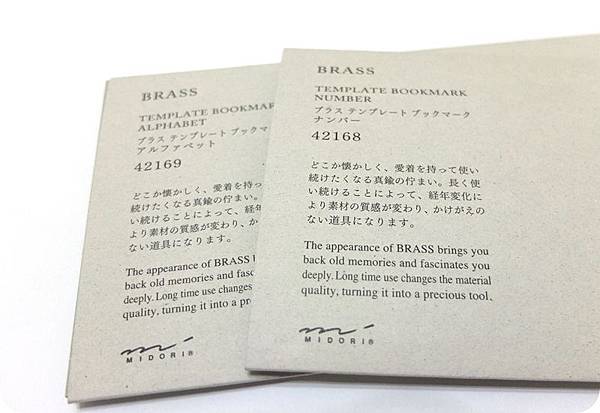 BRASS
TEMPLATE BOOKMAR
ALPHABET
ブラス テンプレート ブックマ
アルファベット
42169
どこか懐かしく、愛着を持っ
続けたくなる真鍮の佇まい。
い続けることによって、経年
より素材の質感が変わり、か
ない道具になります。
The appearance of BRASS
back old memories and fasc
deeply. Long time use changes
quality, turning it into a pr
MIDORI®
BRASS
TEMPLATE BOOKMARK
NUMBER
ブラス テンプレート ブックマーク
ナンバー
42168
どこか懐かしく、愛着を持って使い
続けたくなる真鍮の佇まい。長く使
い続けることによって、経年変化に
より素材の質感が変わり、かけがえの
ない道具になります。
The appearance of BRASS brings you
back old memories and fascinates you
deeply. Long time use changes the material
quality, turning it into a precious tool.
MIDORI®